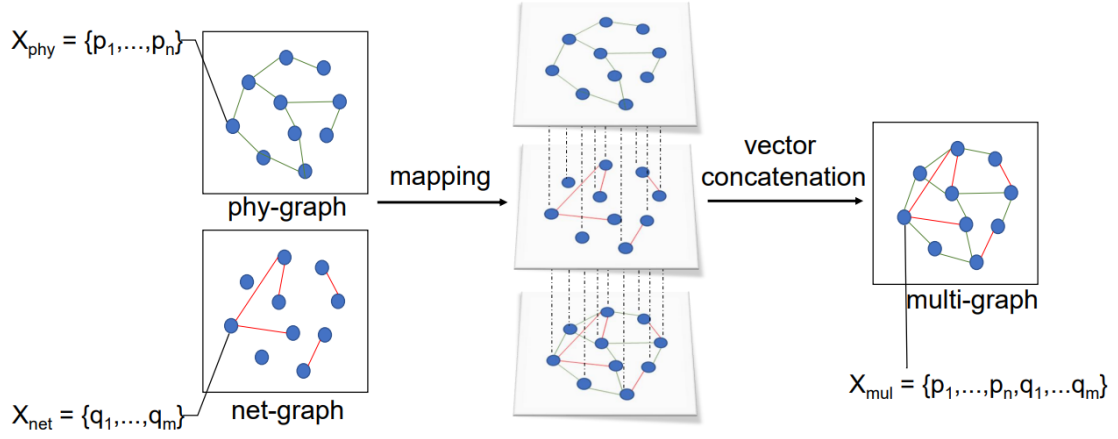 X_phy = {p_1,...,p_n}
phy-graph
mapping
vector
concatenation
multi-graph
net-graph
X_net = {q_1,...,q_m}
X_mul = {p_1,...,p_n,q_1,...q_m}